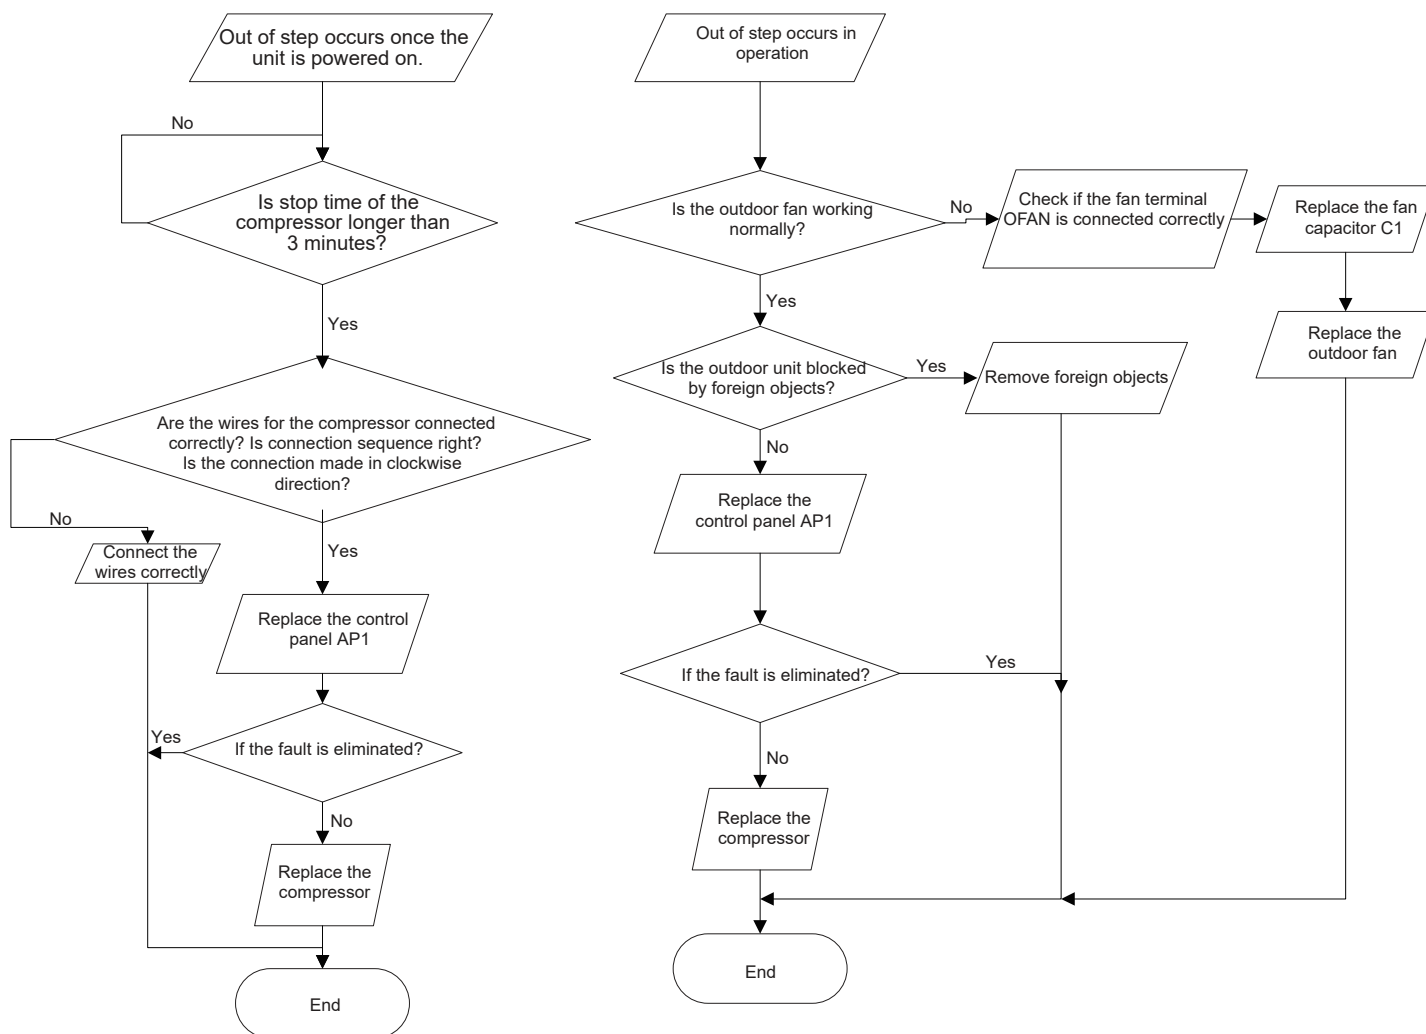 Out of step occurs once the
unit is powered on.
No
Is stop time of the
compressor longer than
3 minutes?
Yes
Are the wires for the compressor connected
correctly? Is connection sequence right?
Is the connection made in clockwise
direction?
No
Connect the
wires correctly
Yes
Replace the control
panel AP1
Yes
If the fault is eliminated?
No
Replace the
compressor
End
Out of step occurs in
operation
Is the outdoor fan working
normally?
No
Check if the fan terminal
OFAN is connected correctly
Replace the fan
capacitor C1
Replace the
outdoor fan
Yes
Is the outdoor unit blocked
by foreign objects?
Yes
Remove foreign objects
No
Replace the
control panel AP1
If the fault is eliminated?
Yes
No
Replace the
compressor
End